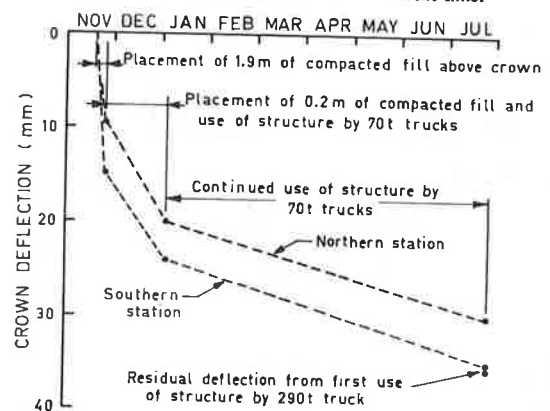 NOV DEC JAN FEB MAR APR MAY JUN JUL
0
Placement of 1.9m of compacted fill above crown
Placement of 0.2m of compacted fill and
use of structure by 70t trucks
10
Continued use of structure by
70t trucks
20
Northern station
Southern
station
30
Residual deflection from first use
of structure by 290t truck
40
CROWN DEFLECTION (mm)